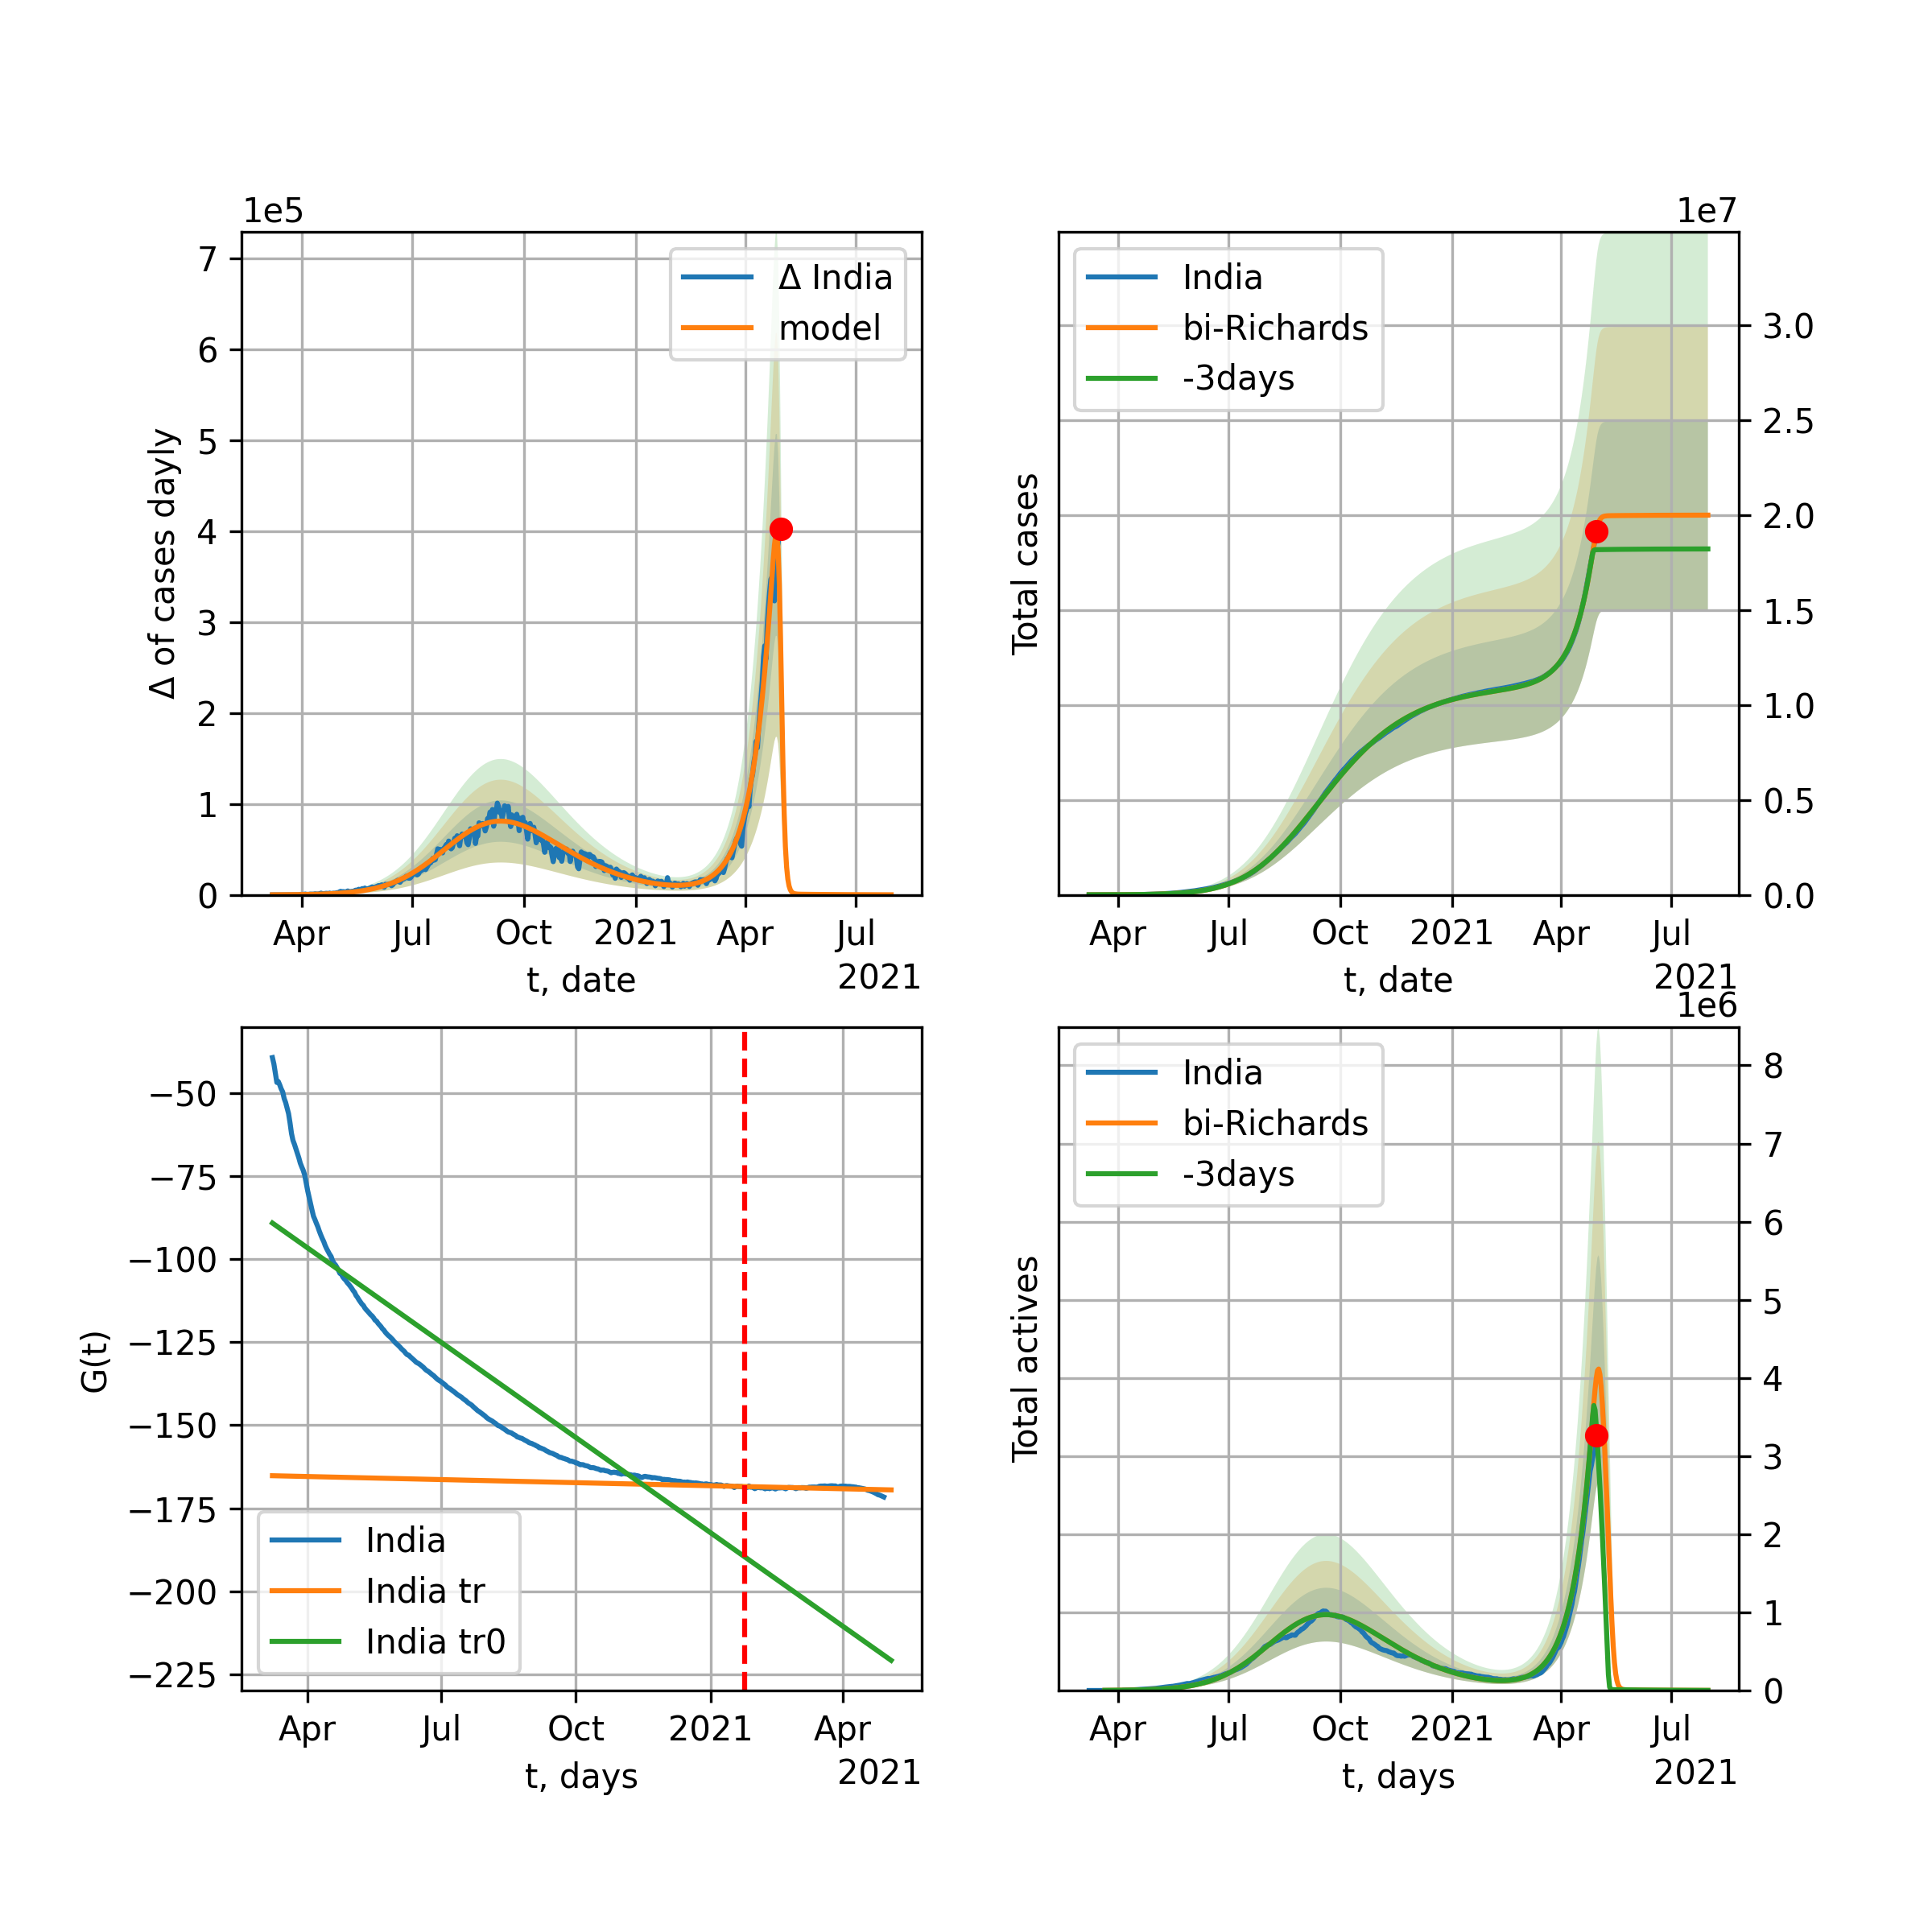 1e5
7
6
5
4
3
2
1
0
Δ of cases dayly
Δ India
model
Apr Jul Oct 2021 Apr Jul
t, date
2021
1e7
India
bi-Richards
-3days
Total cases
3.0
2.5
2.0
1.5
1.0
0.5
0.0
Apr Jul Oct 2021 Apr Jul
t, date
2021
−50
−75
−100
−125
−150
−175
−200
−225
G(t)
India
India tr
India tr0
Apr Jul Oct 2021 Apr
t, days
2021
1e6
India
bi-Richards
-3days
Total actives
8
7
6
5
4
3
2
1
0
Apr Jul Oct 2021 Apr Jul
t, days
2021